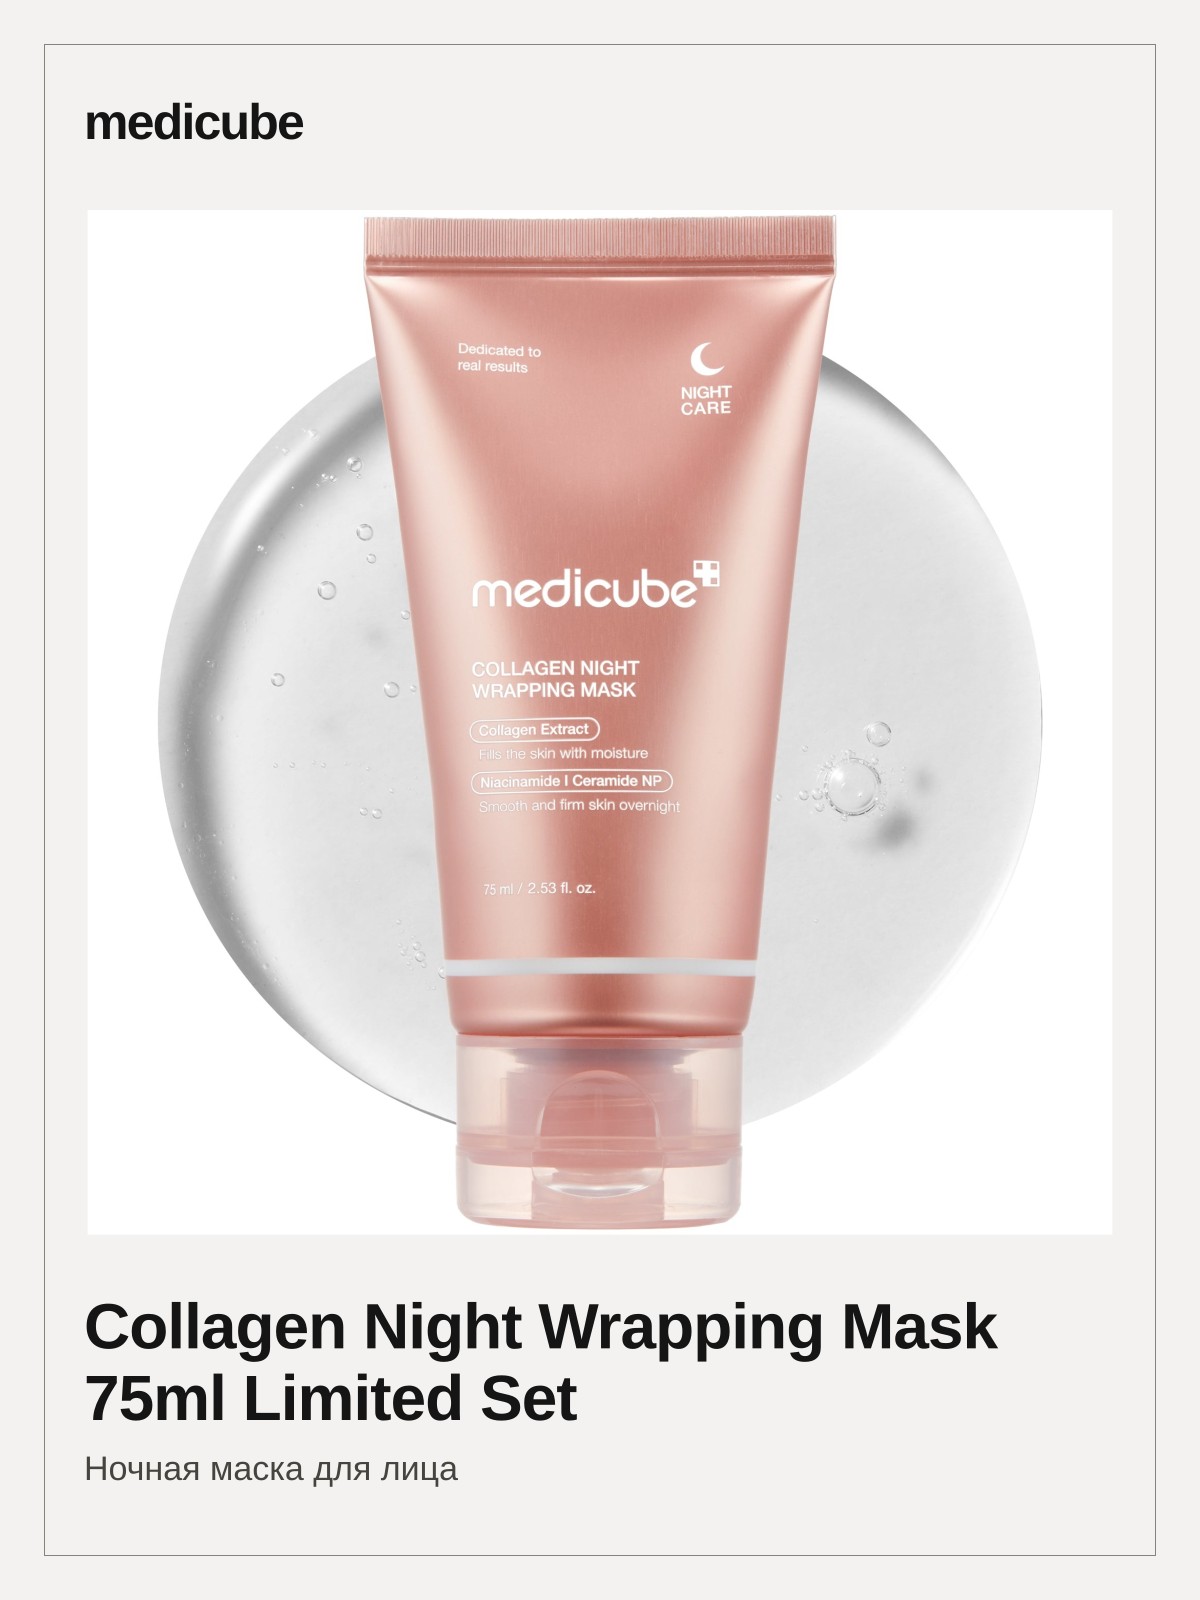 medicube
Dedicated to
real results
NIGHT
CARE
medicube
COLLAGEN NIGHT
WRAPPING MASK
Collagen Extract
Fills the skin with moisture
Niacinamide I Ceramide NP
Smooth and firm skin overnight
75 ml / 2.53 fl. oz.
Collagen Night Wrapping Mask
75ml Limited Set
Ночная маска для лица